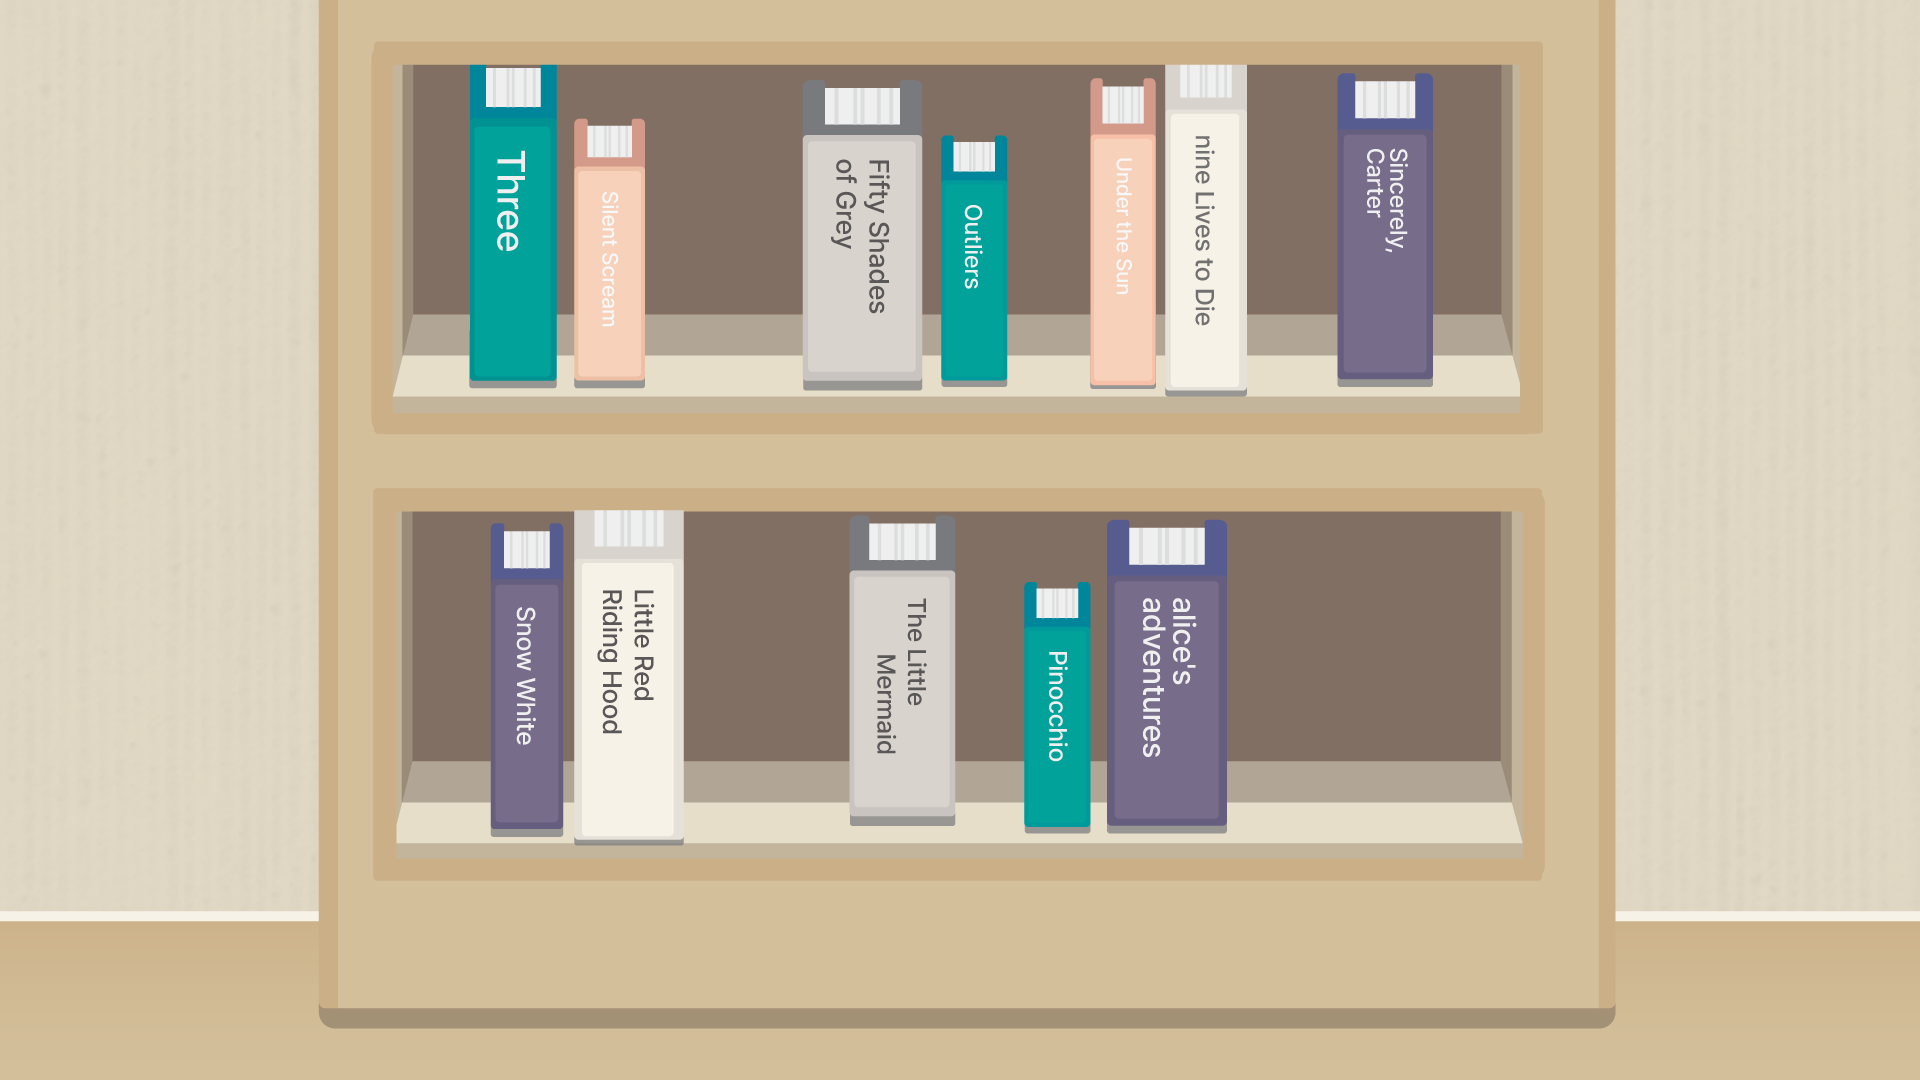 Three
Silent Scream
Fifty Shades
of Grey
Outliers
Under the Sun
nine Lives to Die
Sincerely,
Carter
Snow White
Little Red
Riding Hood
The Little
Mermaid
Pinocchio
alice's
adventures